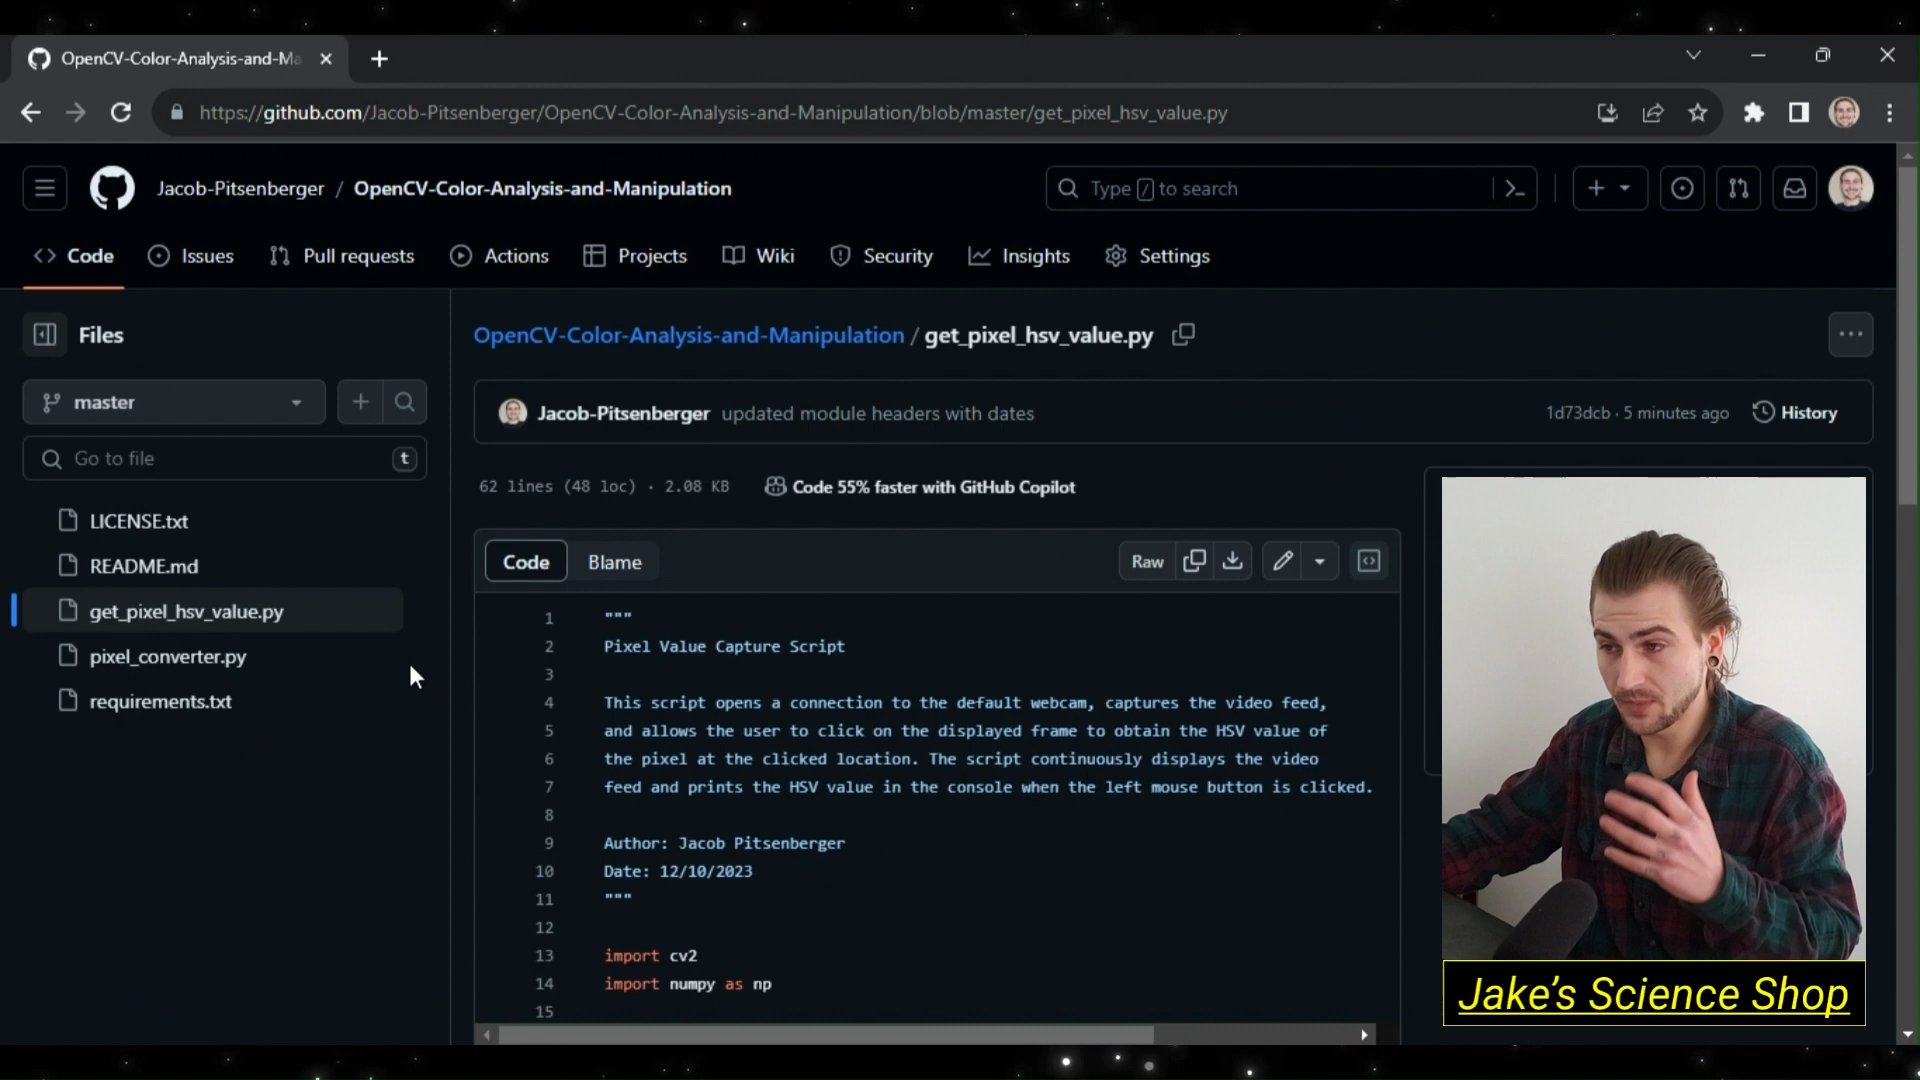 OpenCV-Color-Analysis-and-Ma
https://github.com/Jacob-Pitsenberger/OpenCV-Color-Analysis-and-Manipulation/blob/master/get_pixel_hsv_value.py
Jacob-Pitsenberger / OpenCV-Color-Analysis-and-Manipulation
Type / to search
Code Issues Pull requests Actions Projects Wiki Security Insights Settings
Files
OpenCV-Color-Analysis-and-Manipulation / get_pixel_hsv_value.py
master
Jacob-Pitsenberger updated module headers with dates
1d73dcb · 5 minutes ago History
Go to file t
62 lines (48 loc) · 2.08 KB Code 55% faster with GitHub Copilot
LICENSE.txt
README.md
get_pixel_hsv_value.py
pixel_converter.py
requirements.txt
Code Blame Raw
1 """
2 Pixel Value Capture Script
3
4 This script opens a connection to the default webcam, captures the video feed,
5 and allows the user to click on the displayed frame to obtain the HSV value of
6 the pixel at the clicked location. The script continuously displays the video
7 feed and prints the HSV value in the console when the left mouse button is clicked.
8
9 Author: Jacob Pitsenberger
10 Date: 12/10/2023
11 """
12
13 import cv2
14 import numpy as np
15
Jake's Science Shop